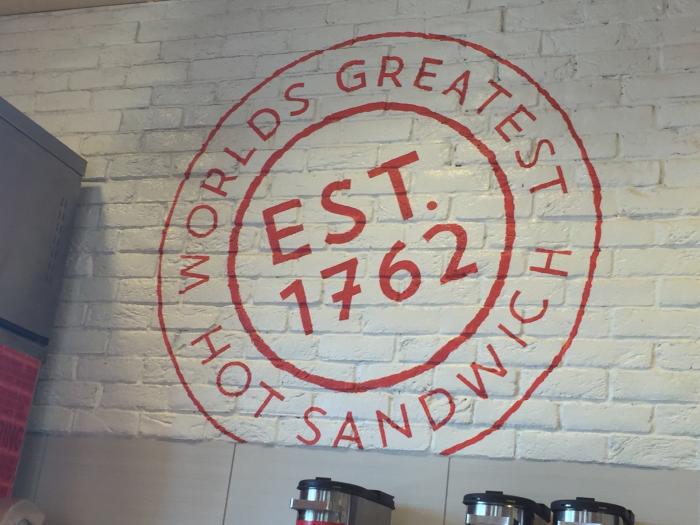 WORLDS GREATEST
HOT SANDWICH
EST.
1762